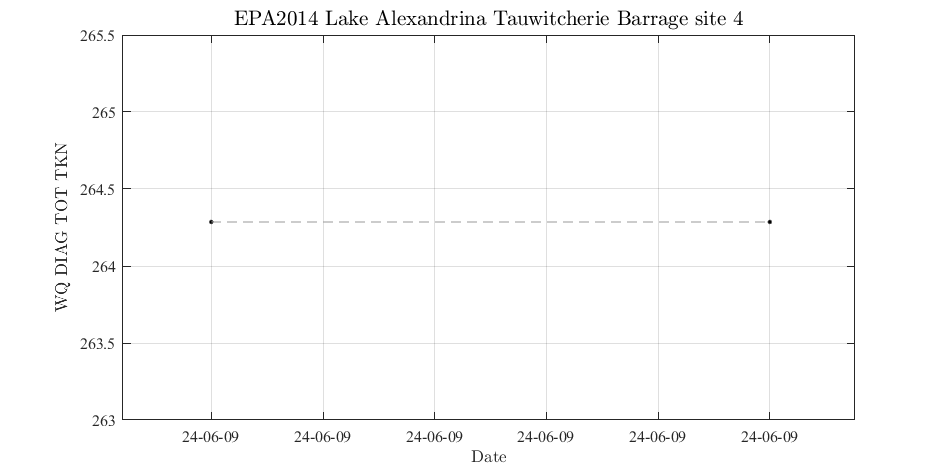 EPA2014 Lake Alexandrina Tauwitcherie Barrage site 4
265.5
265
264.5
264
263.5
263
WQ DIAG TOT TKN
24-06-09 24-06-09 24-06-09 24-06-09 24-06-09 24-06-09
Date